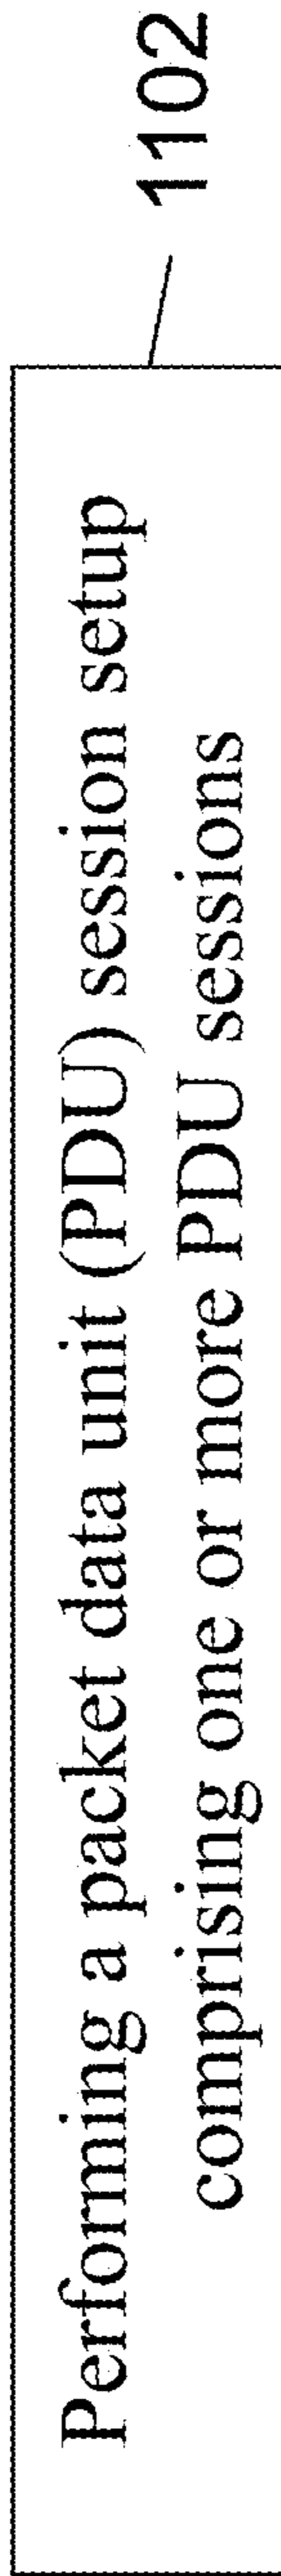 Performing a packet data unit (PDU) session setup
comprising one or more PDU sessions
1102